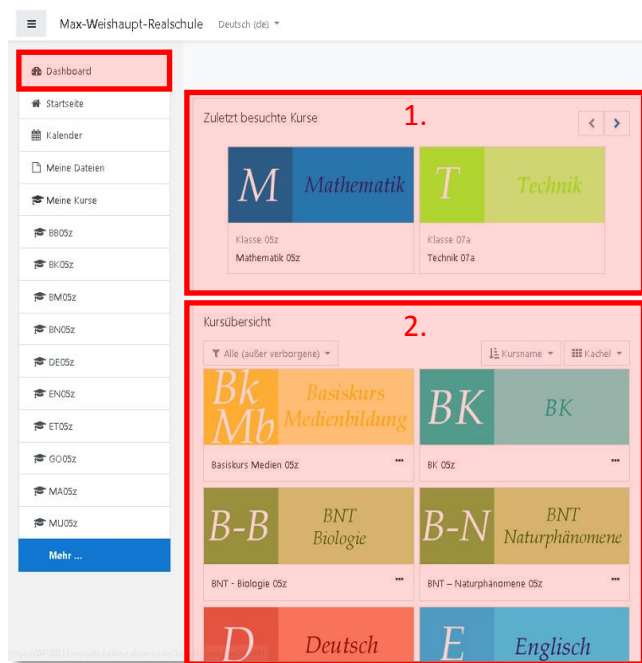 Max-Weishaupt-Realschule Deutsch (de)
Dashboard
Startseite
Kalender
Meine Dateien
Meine Kurse
BB05z
BK05z
BM05z
BN05z
DE05z
EN05z
ET05z
GO05z
MA05z
MU05z
Mehr ...
1.
Zuletzt besuchte Kurse
M Mathematik
Klasse 05z
Mathematik 05z
T Technik
Klasse 07a
Technik 07a
2.
Kursübersicht
Alle (außer verborgene) Kursname Kachel
Bk Mb
Basiskurs
Medienbildung
Basiskurs Medien 05z ...
BK BK
BK 05z ...
B-B
BNT
Biologie
BNT - Biologie 05z ...
B-N
BNT
Naturphänomene
BNT – Naturphänomene 05z ...
D Deutsch
E Englisch